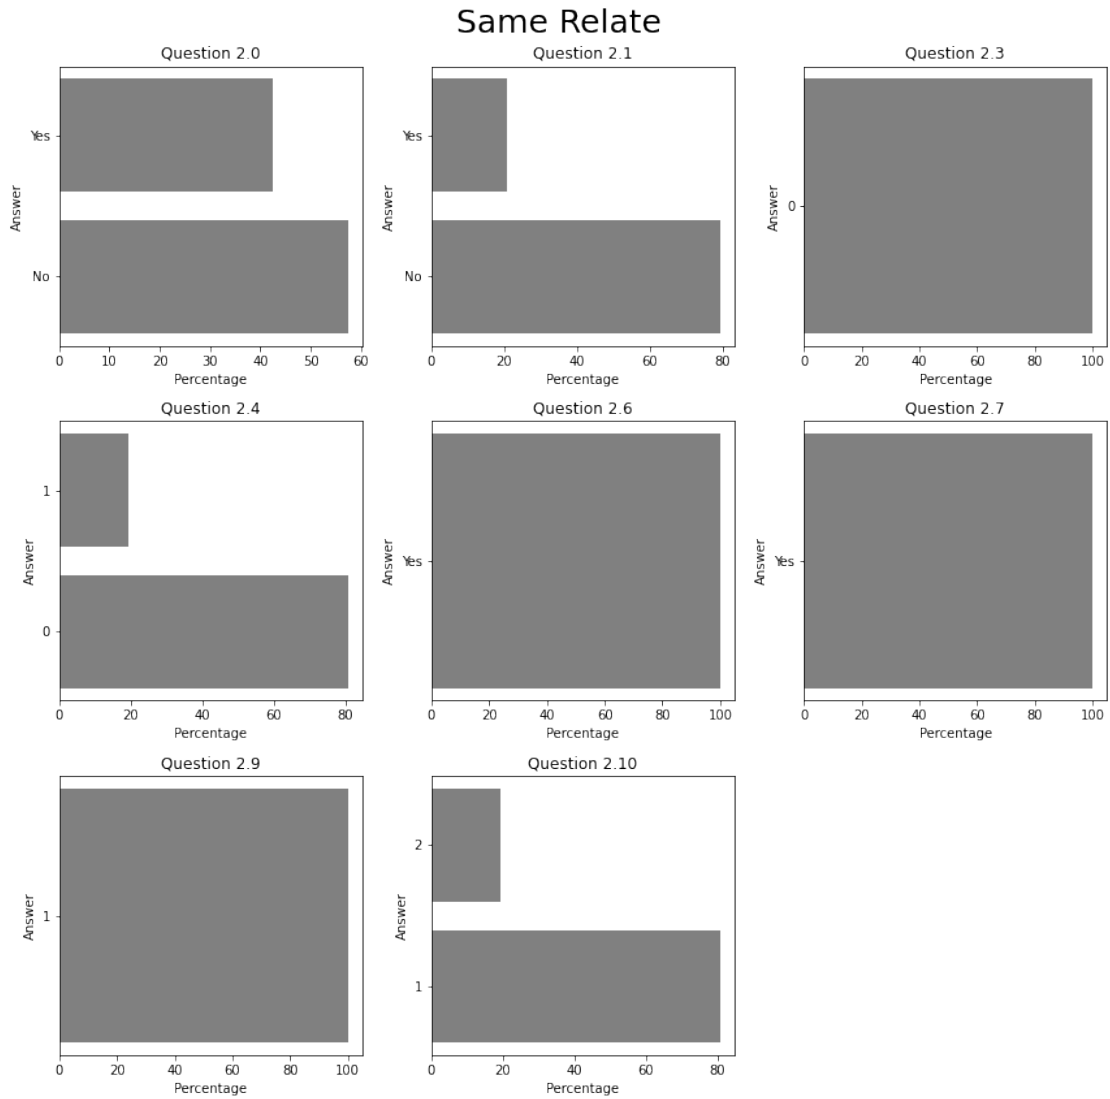 Same Relate
Question 2.0
Yes
No
Answer
0 10 20 30 40 50 60
Percentage
Question 2.1
Yes
No
Answer
0 20 40 60 80
Percentage
Question 2.3
0
Answer
0 20 40 60 80 100
Percentage
Question 2.4
1
0
Answer
0 20 40 60 80
Percentage
Question 2.6
Yes
Answer
0 20 40 60 80 100
Percentage
Question 2.7
Yes
Answer
0 20 40 60 80 100
Percentage
Question 2.9
1
Answer
0 20 40 60 80 100
Percentage
Question 2.10
2
1
Answer
0 20 40 60 80
Percentage